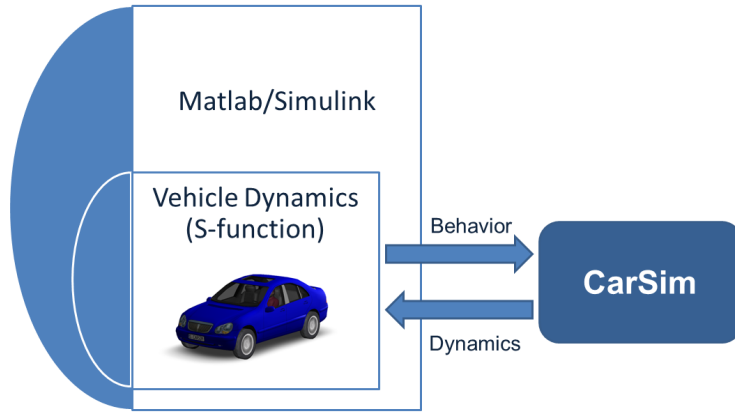 Matlab/Simulink
Vehicle Dynamics
(S-function)
Behavior
CarSim
Dynamics